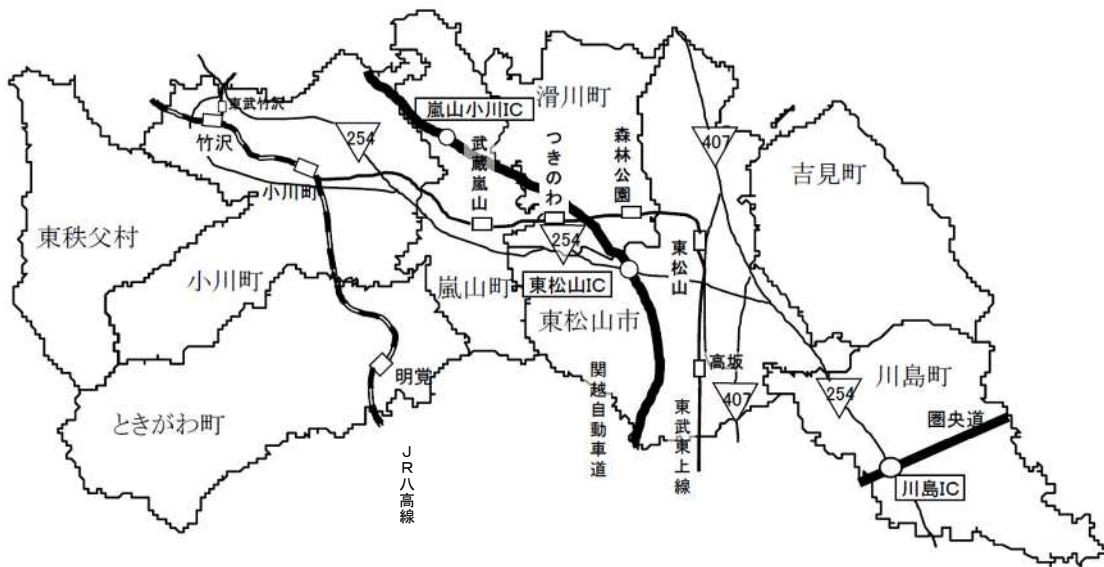 滑川町
嵐山小川IC
東武竹沢
竹沢
254
武蔵嵐山
つきのわ
森林公園
407
吉見町
小川町
東秩父村
小川町
嵐山町
254
東松山IC
東松山
東松山市
明覚
ときがわ町
高坂
407
川島町
254
圏央道
関越自動車道
東武東上線
川島IC
JR八高線